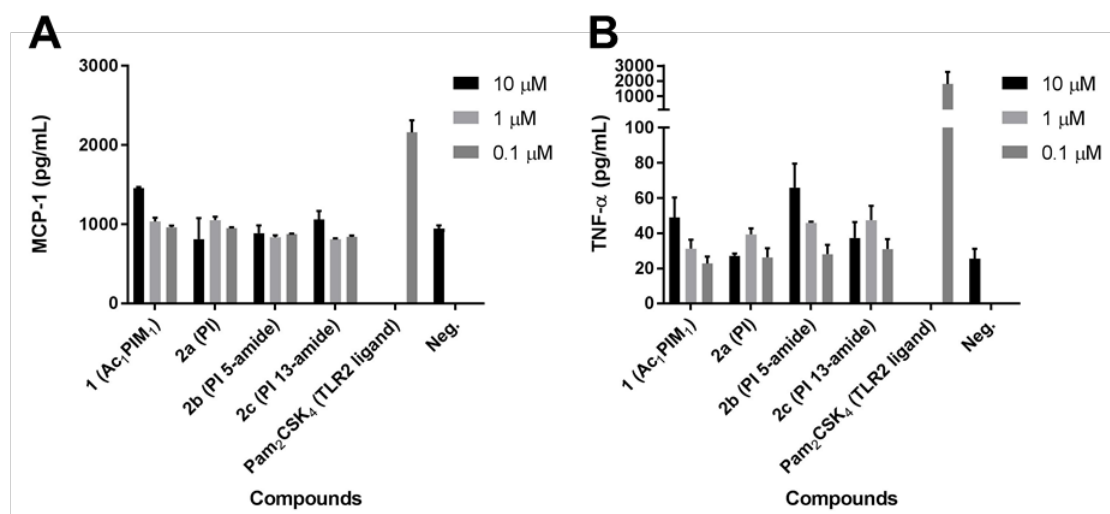 A
MCP-1 (pg/mL)
3000
2000
1000
0
10 μM
1 μM
0.1 μM
1 (Ac₁PIM₁)
2a (PI)
2b (PI 5-amide)
2c (PI 13-amide)
Pam₂CSK₄ (TLR2 ligand)
Neg.
Compounds
B
TNF-α (pg/mL)
3000
2000
1000
100
80
60
40
20
0
10 μM
1 μM
0.1 μM
1 (Ac₁PIM₁)
2a (PI)
2b (PI 5-amide)
2c (PI 13-amide)
Pam₂CSK₄ (TLR2 ligand)
Neg.
Compounds